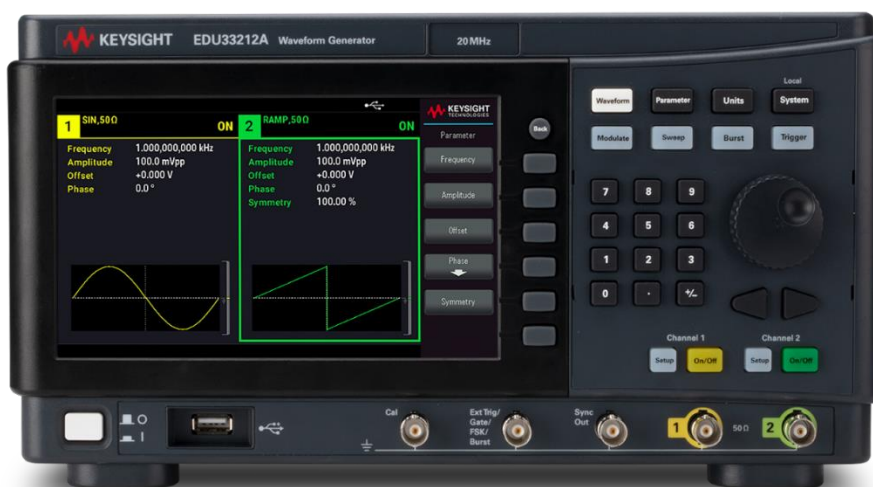 KEYSIGHT EDU33212A Waveform Generator 20 MHz
1 SIN,50Ω ON
Frequency 1.000,000,000 kHz
Amplitude 100.0 mVpp
Offset +0.000 V
Phase 0.0 °
2 RAMP,50Ω ON
Frequency 1.000,000,000 kHz
Amplitude 100.0 mVpp
Offset +0.000 V
Phase 0.0 °
Symmetry 100.00 %
KEYSIGHT
TECHNOLOGIES
Parameter
Frequency
Amplitude
Offset
Phase
Symmetry
Back
Local
Waveform Parameter Units System
Modulate Sweep Burst Trigger
7 8 9
4 5 6
1 2 3
0 . +/-
Channel 1 Channel 2
Setup On/Off Setup On/Off
O
I
Cal
Ext Trig/
Gate/
FSK/
Burst
Sync
Out
1 50Ω 2